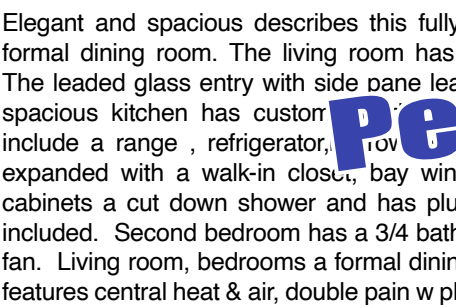 Elegant and spacious describes this fully
formal dining room. The living room has
The leaded glass entry with side pane lea
spacious kitchen has custom
include a range , refrigerator,
expanded with a walk-in closet, bay win
cabinets a cut down shower and has plu
included. Second bedroom has a 3/4 bath
fan. Living room, bedrooms a formal dinin
features central heat & air, double pain w pl
Pe